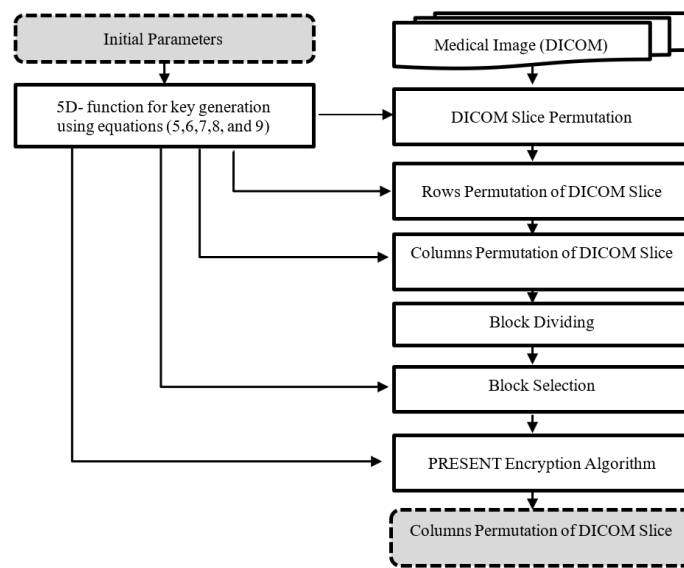 Initial Parameters
Medical Image (DICOM)
5D- function for key generation
using equations (5,6,7,8, and 9)
DICOM Slice Permutation
Rows Permutation of DICOM Slice
Columns Permutation of DICOM Slice
Block Dividing
Block Selection
PRESENT Encryption Algorithm
Columns Permutation of DICOM Slice